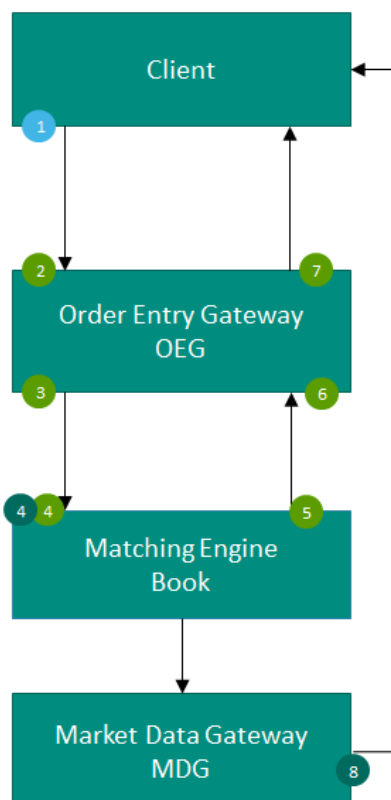 Client
1
2
7
Order Entry Gateway
OEG
3
6
4
4
5
Matching Engine
Book
Market Data Gateway
MDG
8